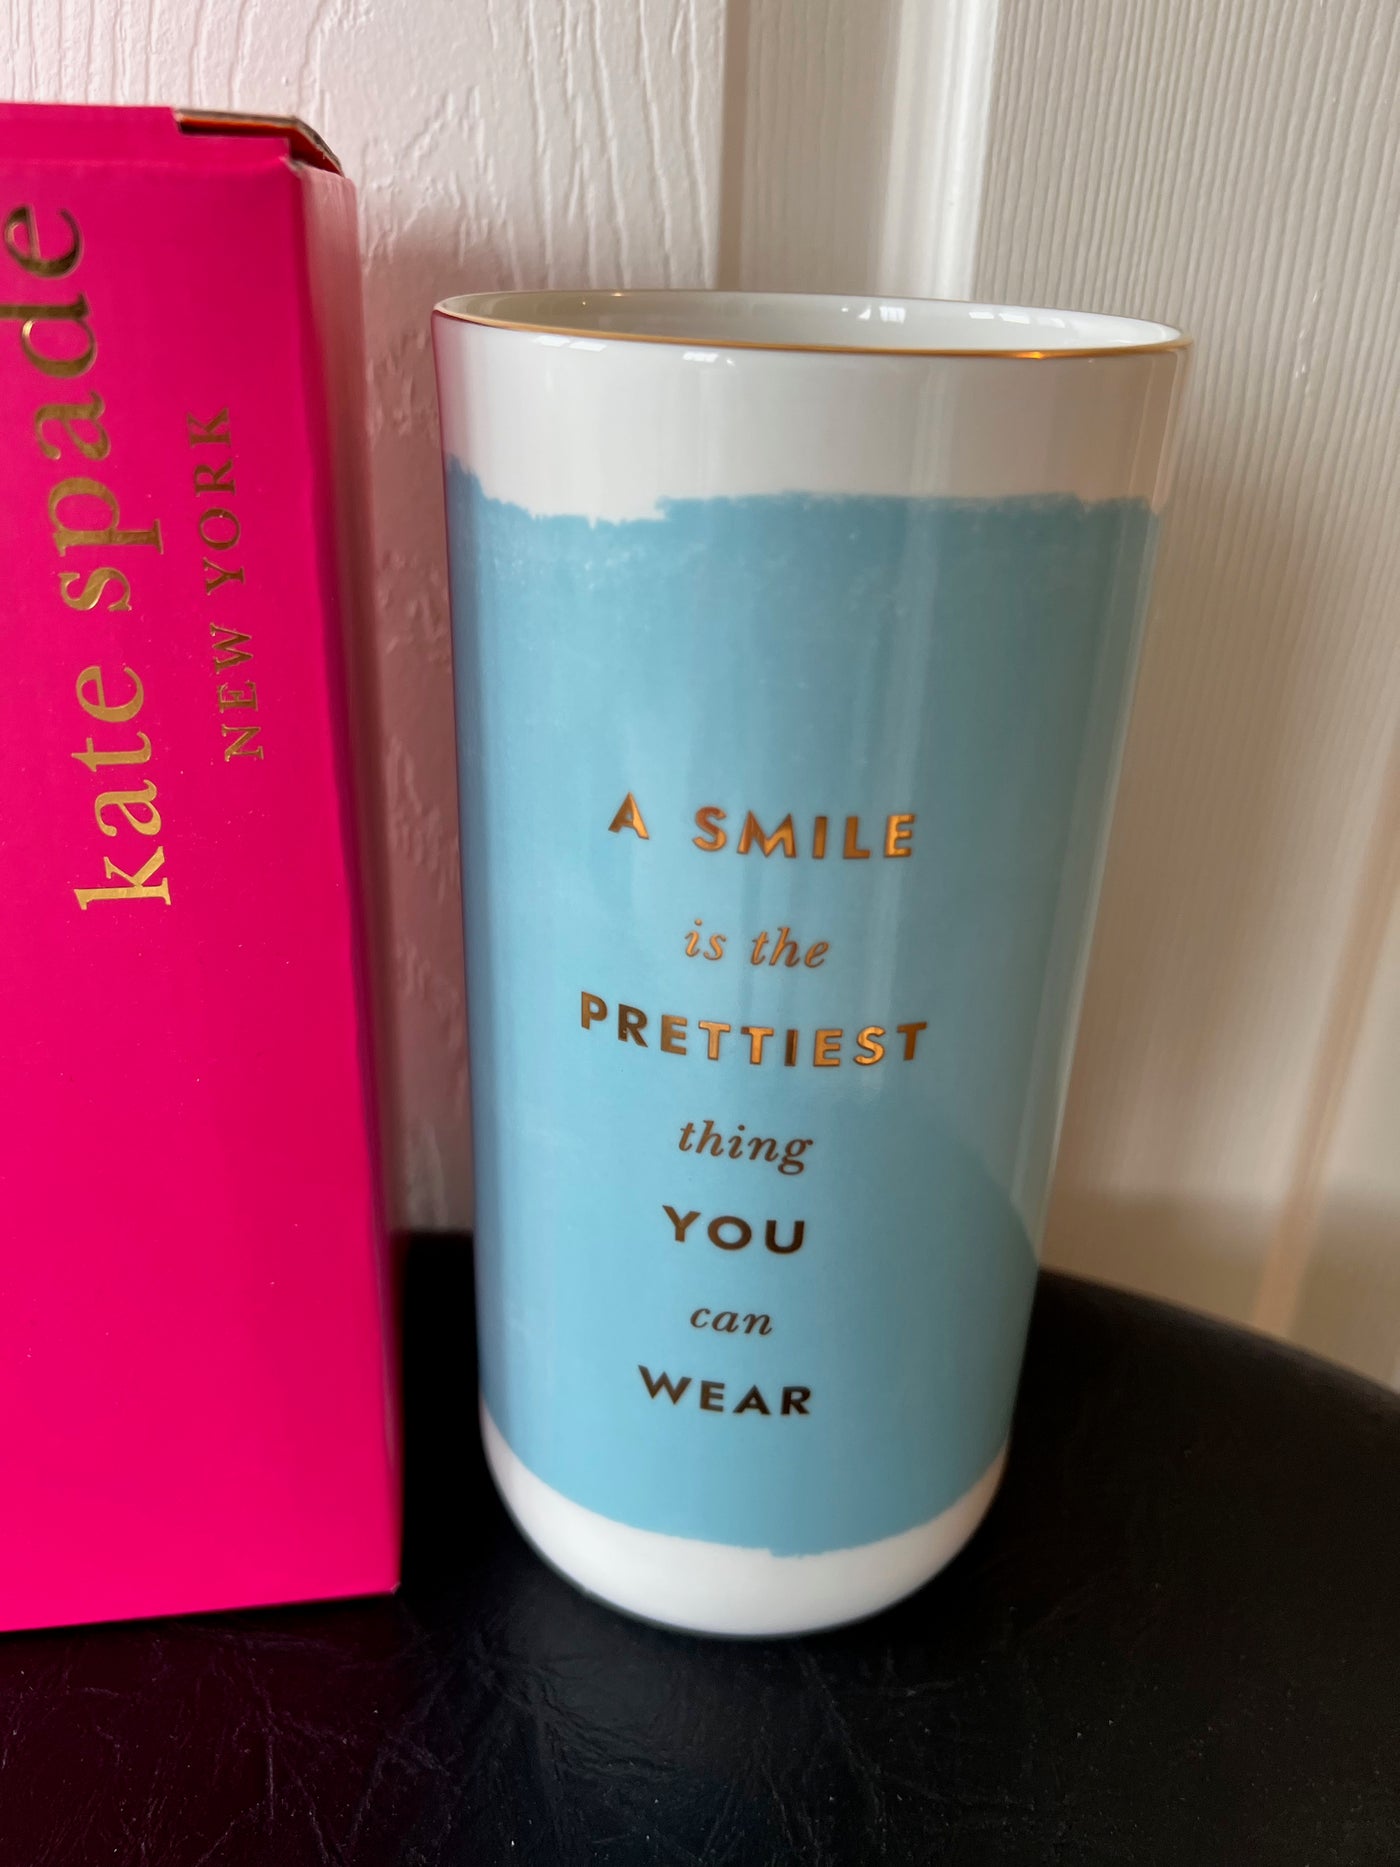 kate spade
NEW YORK
A SMILE
is the
PRETTIEST
thing
YOU
can
WEAR